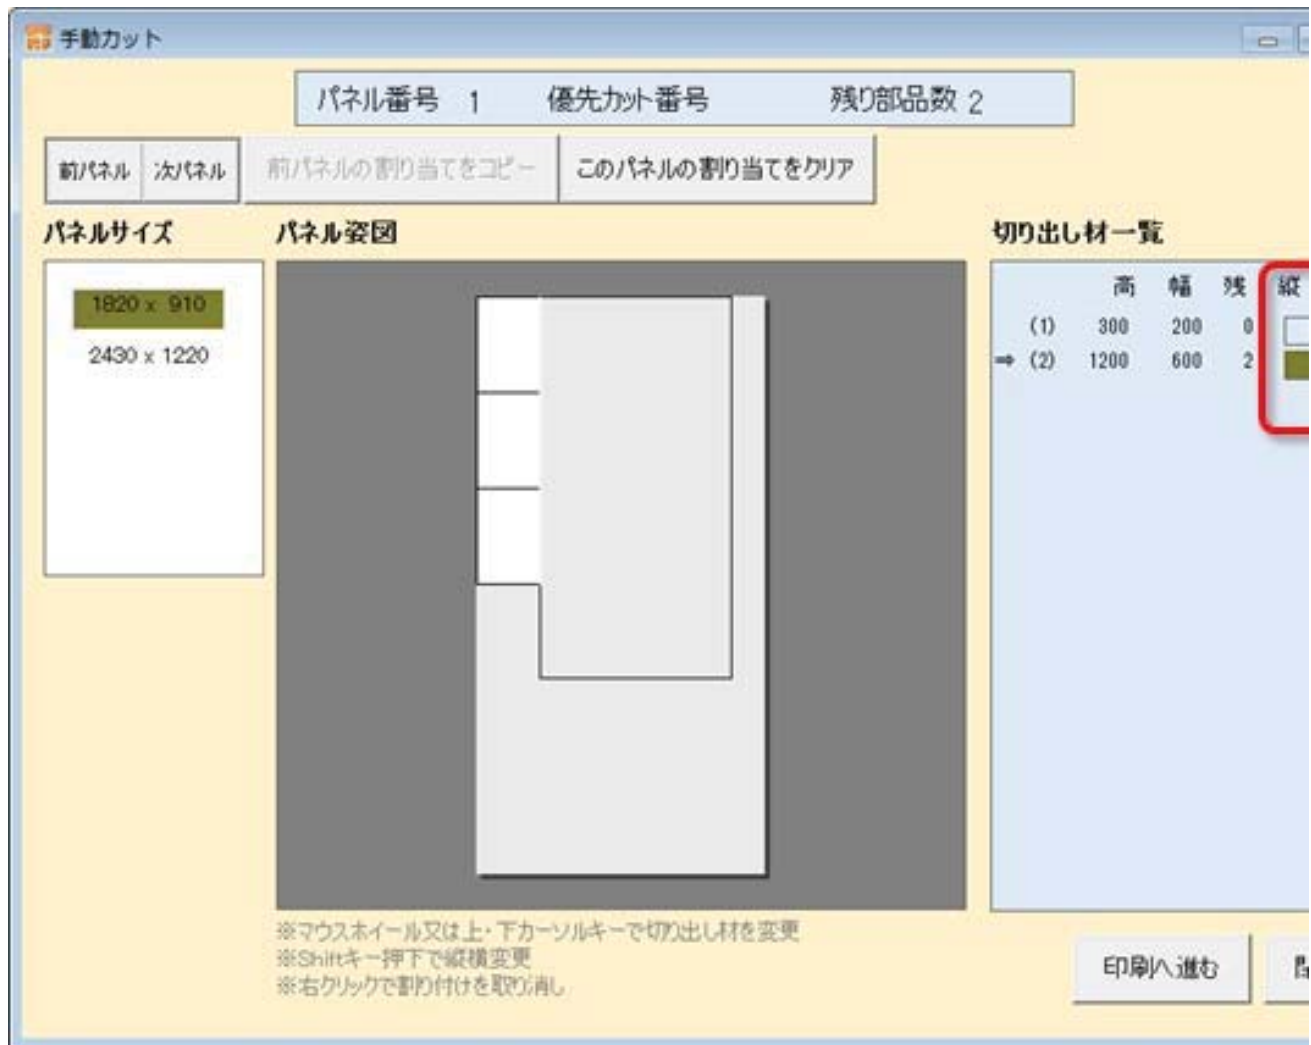 手動カット
パネル番号 1 優先カット番号 残り部品数 2
前パネル 次パネル 前パネルの割り当てをコピー このパネルの割り当てをクリア
パネルサイズ パネル姿図 切り出し材一覧
1820 x 910
2430 x 1220
高 幅 残 縦
(1) 300 200 0
⇒ (2) 1200 600 2
※マウスホイール又は上・下カーソルキーで切り出し材を変更
※Shiftキー押下で縦横変更
※右クリックで割り付けを取り消し
印刷へ進む